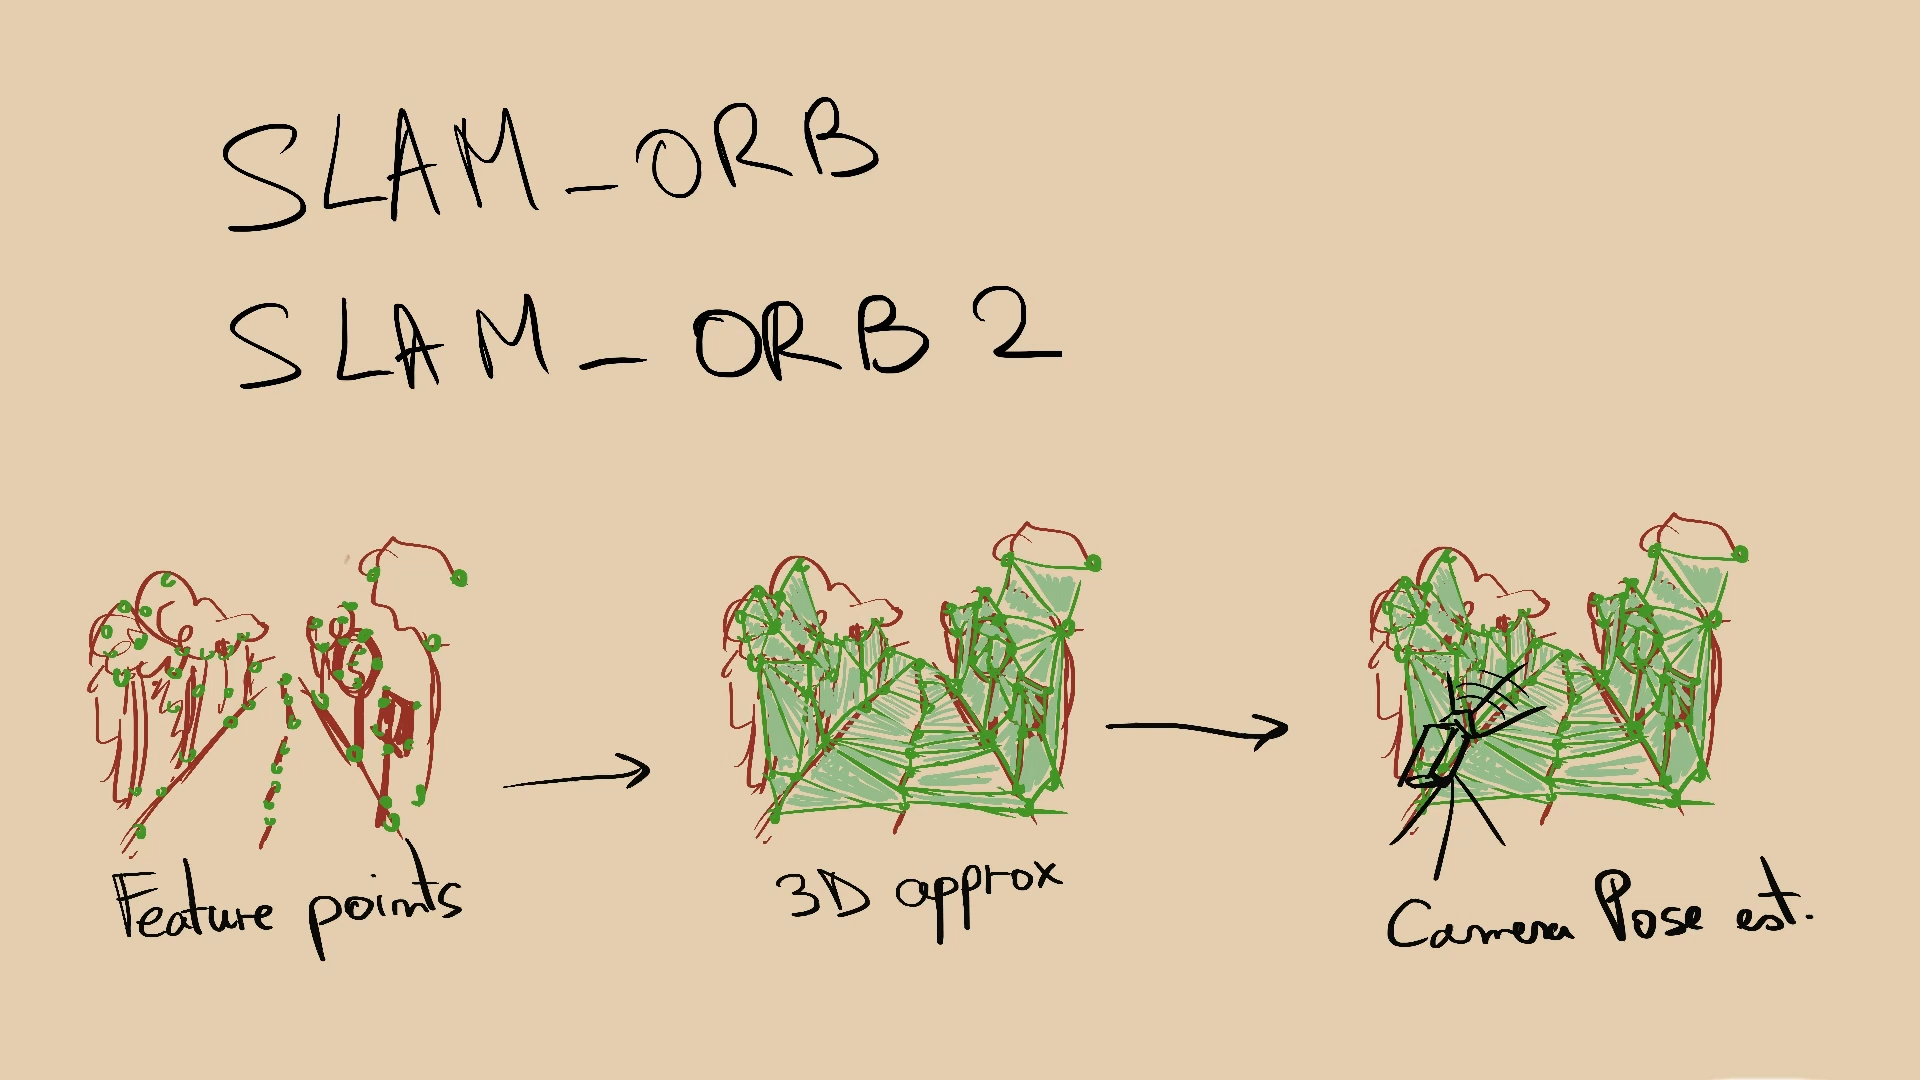 SLAM_ORB
SLAM_ORB 2
Feature points
3D approx
Camera Pose est.